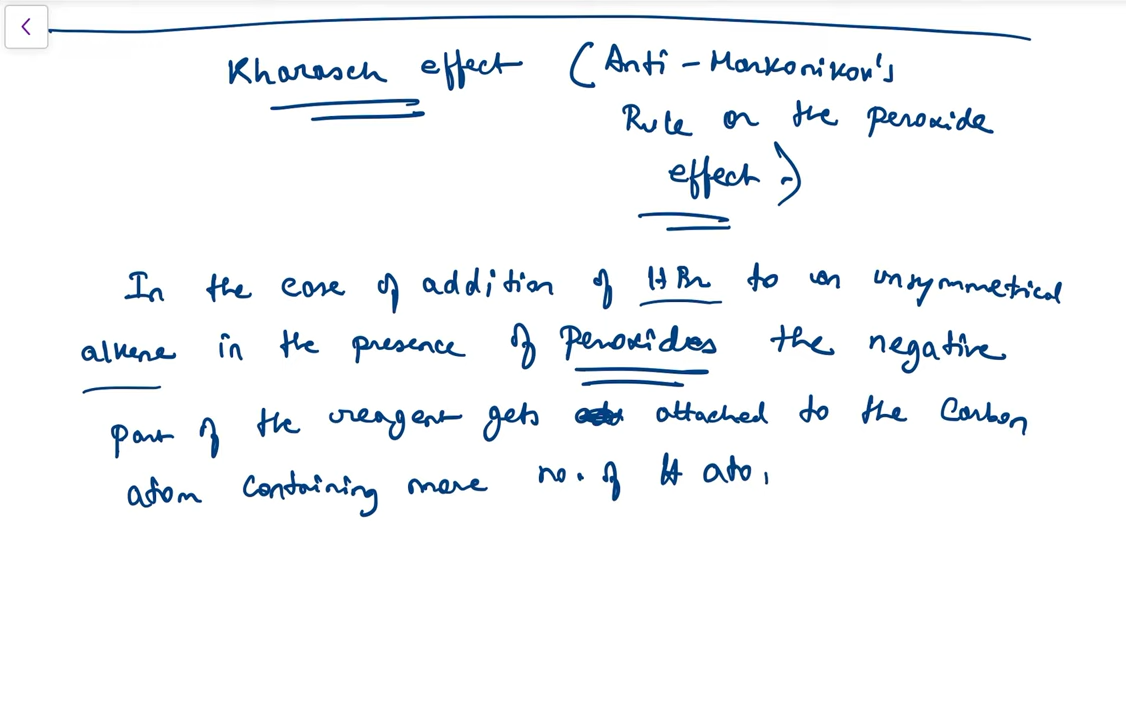 Kharasch effect (Anti-Markonikov's
Rule or the peroxide
effect :-)
In the case of addition of HBr to an unsymmetrical
alkene in the presence of Peroxides the negative
part of the reagent gets attached to the Carbon
atom containing more no. of H ato